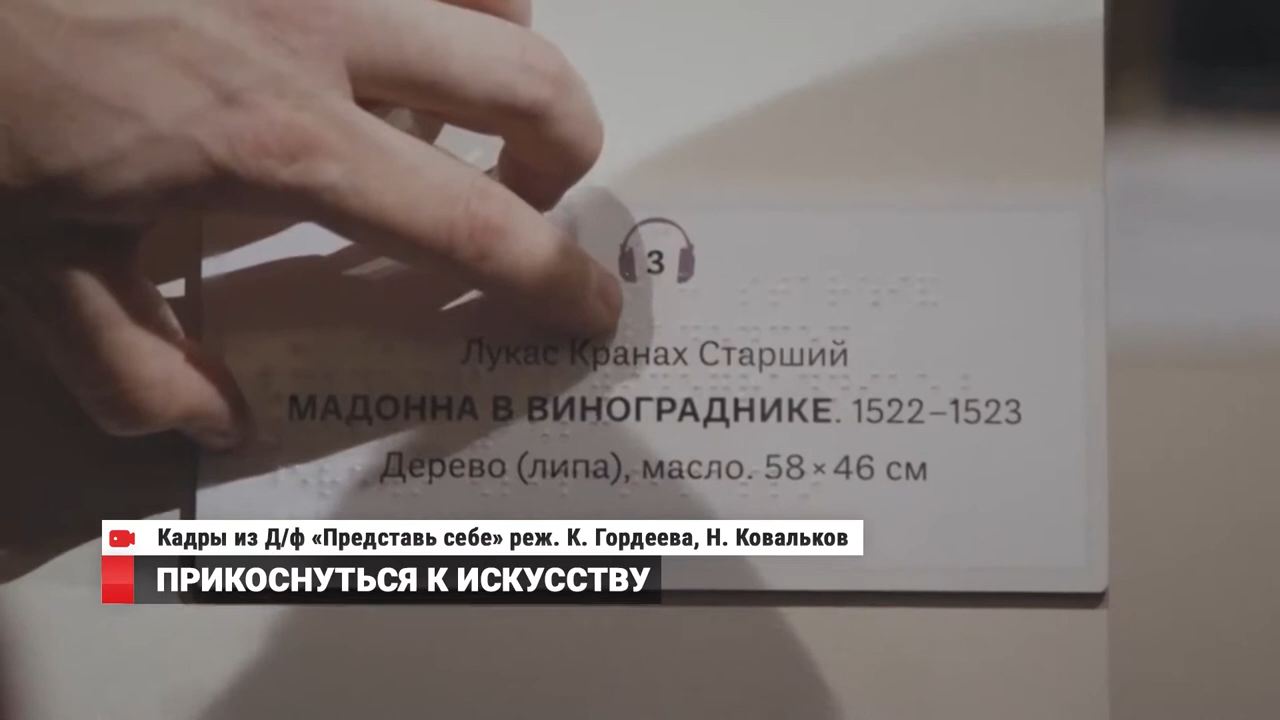 3
Лукас Кранах Старший
МАДОННА В ВИНОГРАДНИКЕ. 1522–1523
Дерево (липа), масло. 58 × 46 см
Кадры из Д/ф «Представь себе» реж. К. Гордеева, Н. Ковальков
ПРИКОСНУТЬСЯ К ИСКУССТВУ